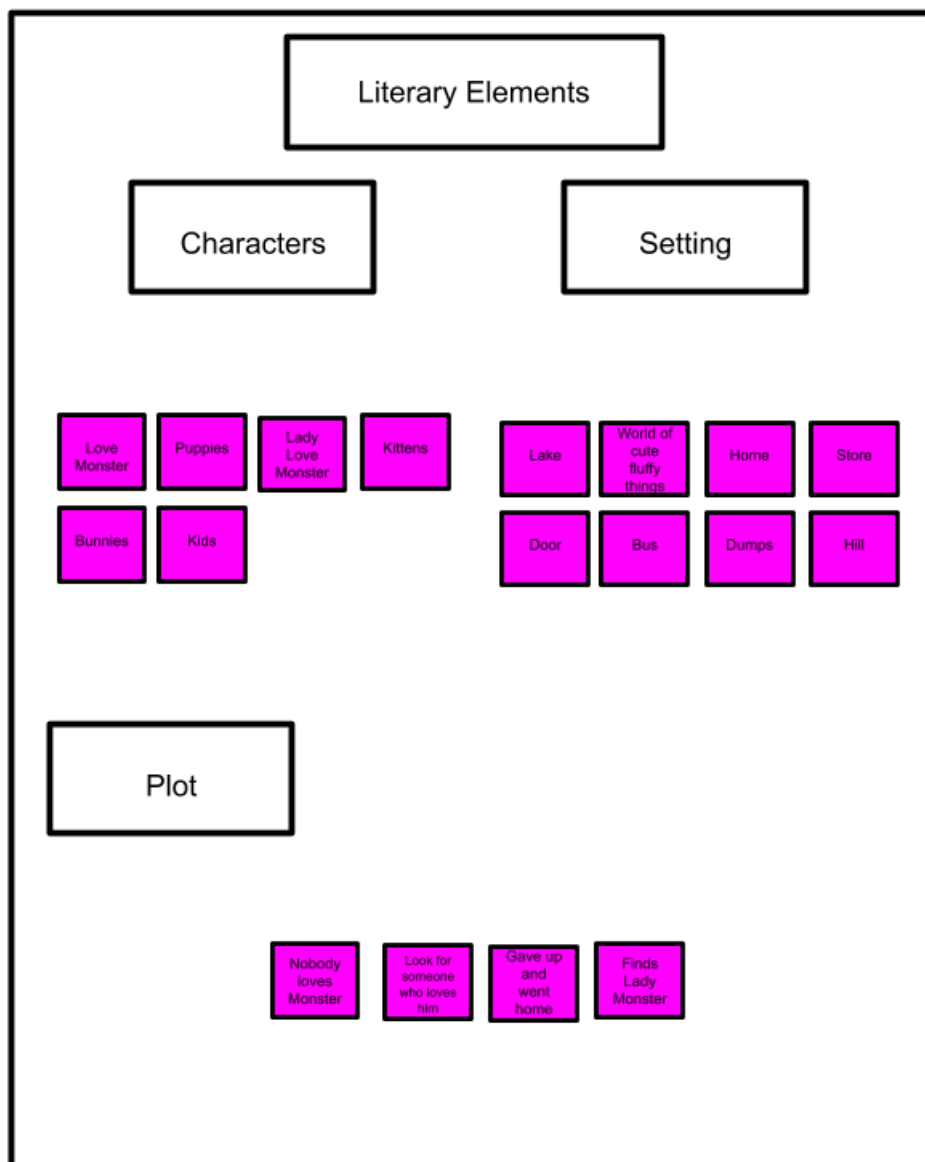 Literary Elements
Characters
Setting
Love
Monster
Puppies
Lady
Love
Monster
Kittens
Bunnies
Kids
Lake
World of
cute
fluffy
things
Home
Store
Door
Bus
Dumps
Hill
Plot
Nobody
loves
Monster
Look for
someone
who loves
him
Gave up
and
went
home
Finds
Lady
Monster